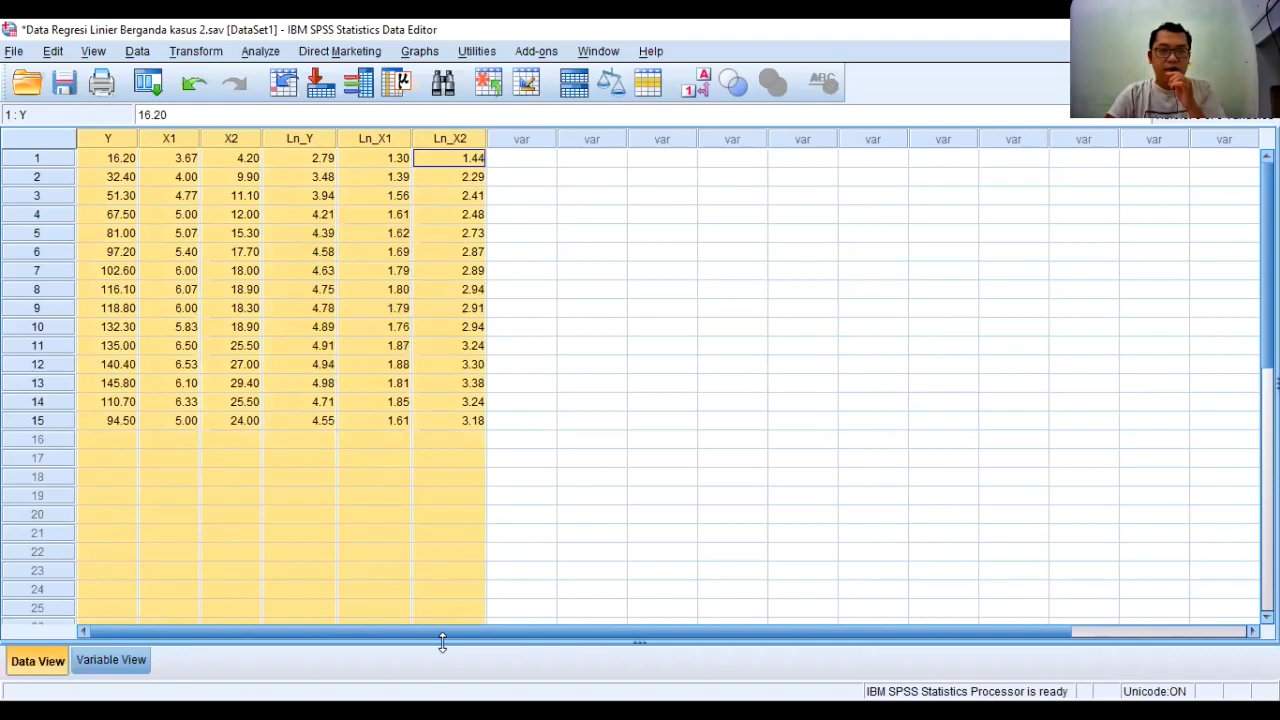 *Data Regresi Linier Berganda kasus 2.sav [DataSet1] - IBM SPSS Statistics Data Editor
File Edit View Data Transform Analyze Direct Marketing Graphs Utilities Add-ons Window Help
1 : Y 16.20
Y X1 X2 Ln_Y Ln_X1 Ln_X2 var var var var var var var var var var var
1 16.20 3.67 4.20 2.79 1.30 1.44
2 32.40 4.00 9.90 3.48 1.39 2.29
3 51.30 4.77 11.10 3.94 1.56 2.41
4 67.50 5.00 12.00 4.21 1.61 2.48
5 81.00 5.07 15.30 4.39 1.62 2.73
6 97.20 5.40 17.70 4.58 1.69 2.87
7 102.60 6.00 18.00 4.63 1.79 2.89
8 116.10 6.07 18.90 4.75 1.80 2.94
9 118.80 6.00 18.30 4.78 1.79 2.91
10 132.30 5.83 18.90 4.89 1.76 2.94
11 135.00 6.50 25.50 4.91 1.87 3.24
12 140.40 6.53 27.00 4.94 1.88 3.30
13 145.80 6.10 29.40 4.98 1.81 3.38
14 110.70 6.33 25.50 4.71 1.85 3.24
15 94.50 5.00 24.00 4.55 1.61 3.18
16
17
18
19
20
21
22
23
24
25
Data View Variable View
IBM SPSS Statistics Processor is ready Unicode:ON